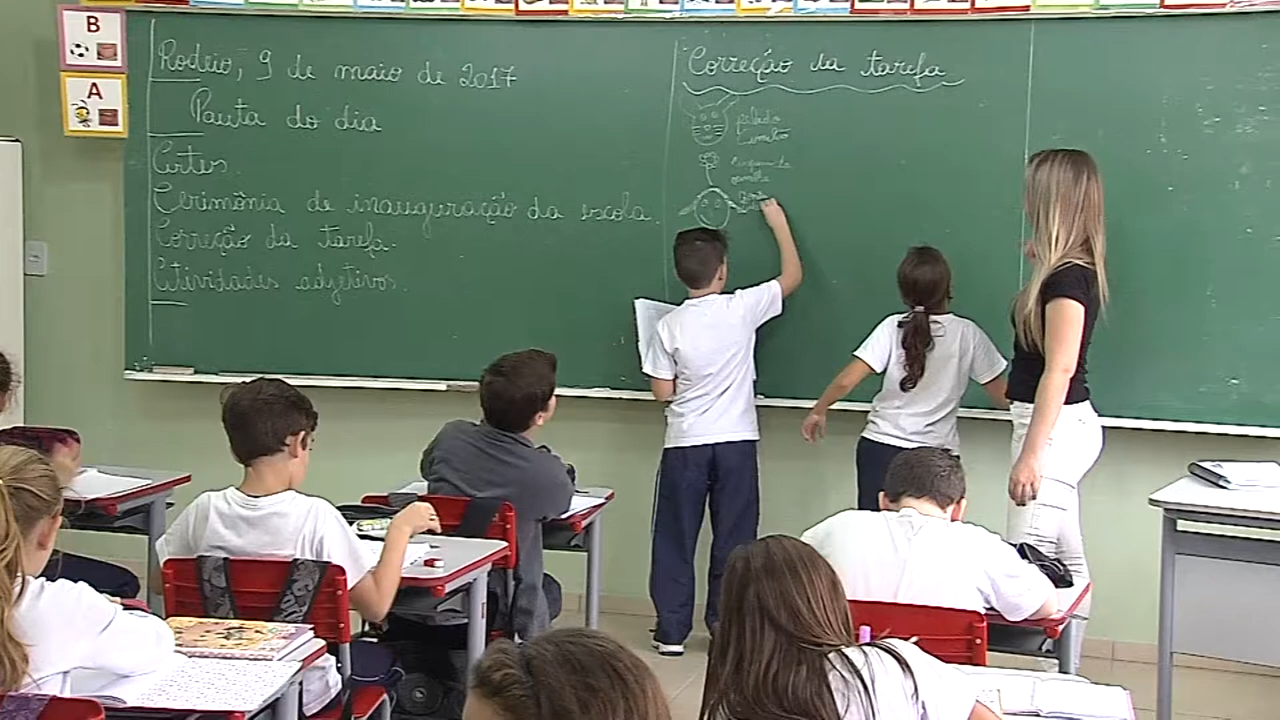 B
A
Rodeio, 9 de maio de 2017
Pauta do dia
Artes.
Cerimônia de inauguração da escola.
Correção da tarefa.
Atividades adjetivos.
Correção da tarefa
peludo